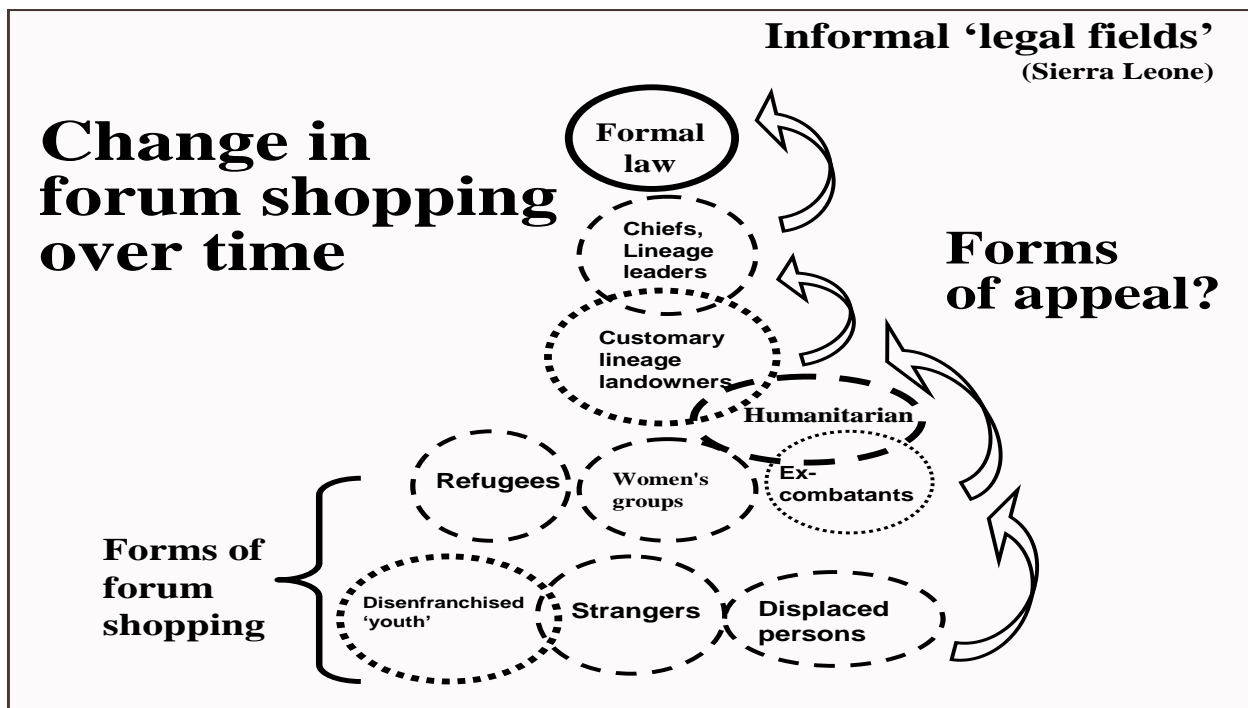 Informal ‘legal fields’
(Sierra Leone)
Change in
forum shopping
over time
Formal
law
Chiefs,
Lineage
leaders
Forms
of appeal?
Customary
lineage
landowners
Humanitarian
Refugees
Women's
groups
Ex-
combatants
Forms of
forum
shopping
Disenfranchised
‘youth’
Strangers
Displaced
persons